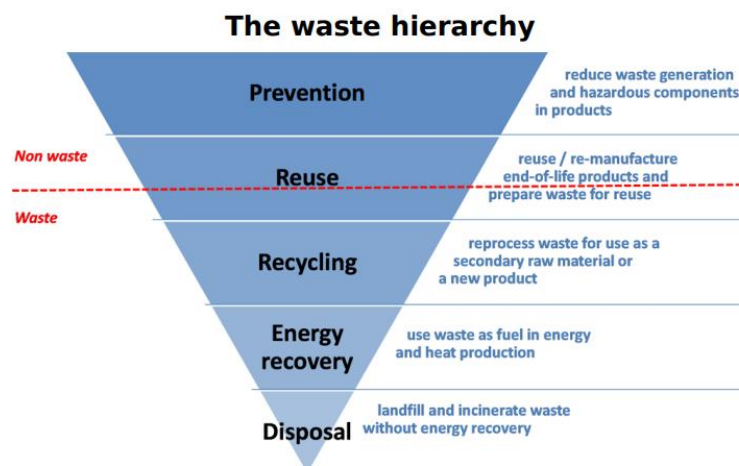 The waste hierarchy
Prevention
reduce waste generation
and hazardous components
in products
Non waste
Reuse
reuse / re-manufacture
end-of-life products and
prepare waste for reuse
Waste
Recycling
reprocess waste for use as a
secondary raw material or
a new product
Energy
recovery
use waste as fuel in energy
and heat production
Disposal
landfill and incinerate waste
without energy recovery